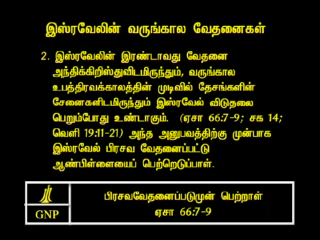 இஸ்ரவேலின் வருங்கால வேதனைகள்
2. இஸ்ரவேலின் இரண்டாவது வேதனை
அந்திக்கிறிஸ்துவிடமிருந்தும், வருங்கால
உபத்திரவக்காலத்தின் முடிவில் தேசங்களின்
சேனைகளிடமிருந்தும் இஸ்ரவேல் விடுதலை
பெறும்போது உண்டாகும். (ஏசா 66:7-9; சக 14;
வெளி 19:11-21) அந்த அனுபவத்திற்கு முன்பாக
இஸ்ரவேல் பிரசவ வேதனைப்பட்டு
ஆண்பிள்ளையைப் பெற்றெடுப்பாள்.
GNP
பிரசவவேதனைப்படுமுன் பெற்றாள்
ஏசா 66:7-9